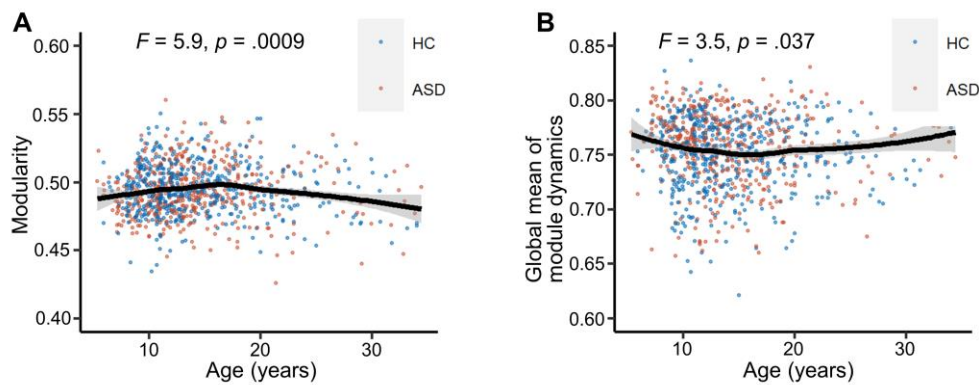 A
F = 5.9, p = .0009
HC
ASD
Modularity
0.60
0.55
0.50
0.45
0.40
10
20
30
Age (years)
B
F = 3.5, p = .037
HC
ASD
Global mean of
module dynamics
0.85
0.80
0.75
0.70
0.65
0.60
10
20
30
Age (years)